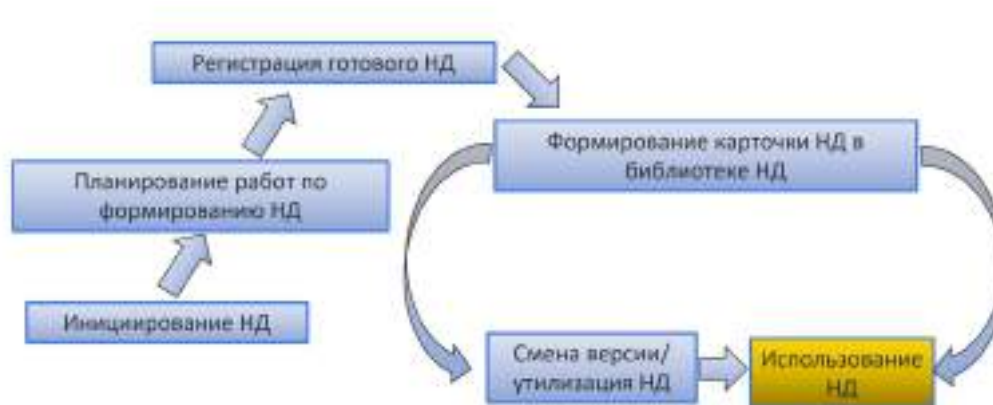 Регистрация готового НД
Формирование карточки НД в
библиотеке НД
Планирование работ по
формированию НД
Инициирование НД
Смена версии/
утилизация НД
Использование
НД